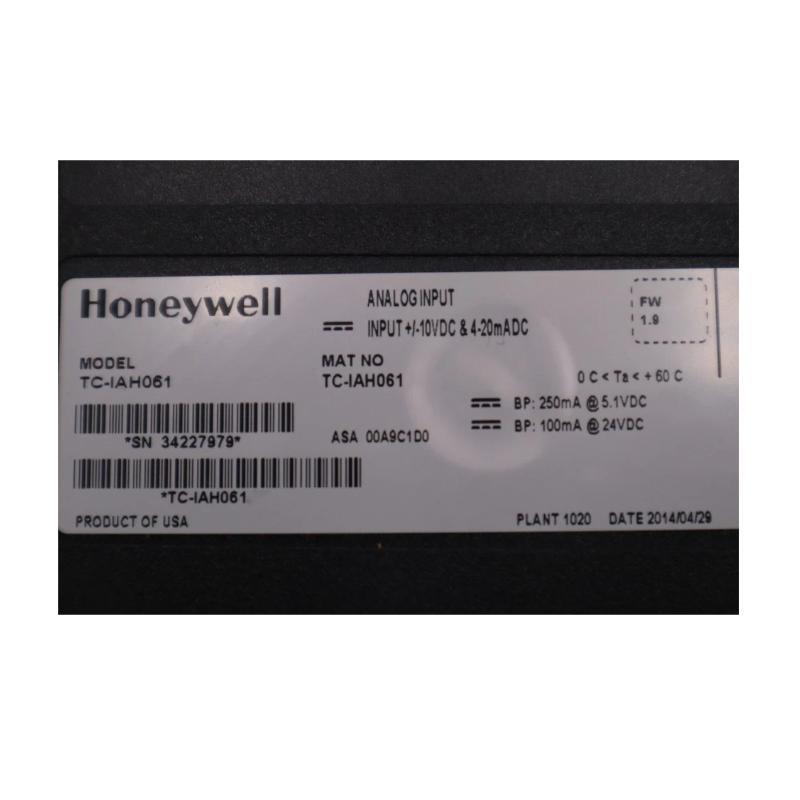 Honeywell
ANALOG INPUT
INPUT +/-10VDC & 4-20mADC
FW
1.9
MODEL
TC-IAH061
MAT NO
TC-IAH061
0 C < Ta < + 60 C
BP: 250mA @ 5.1VDC
BP: 100mA @ 24VDC
*SN 34227979*
ASA 00A9C1D0
*TC-IAH061
PRODUCT OF USA
PLANT 1020 DATE 2014/04/29